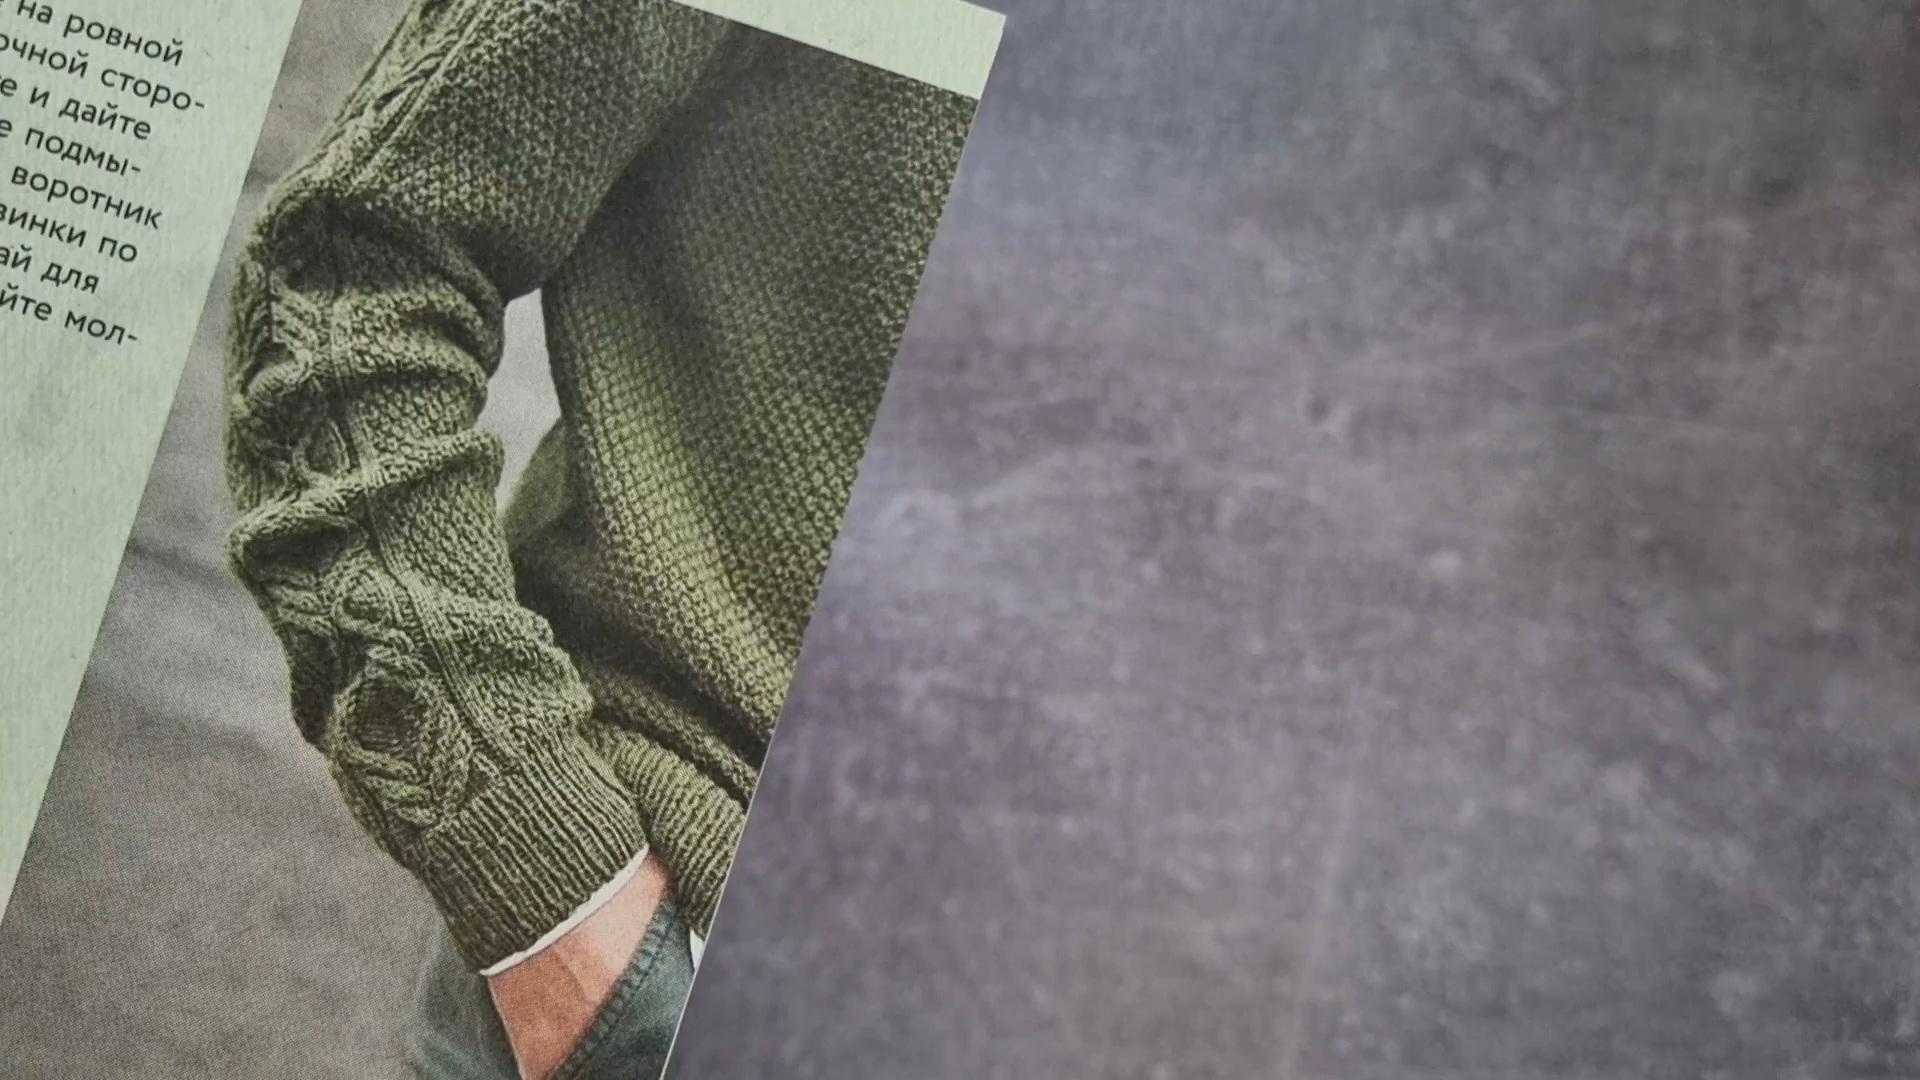 на ровной
очной сторо-
е и дайте
е подмы-
воротник
винки по
ай для
йте мол-